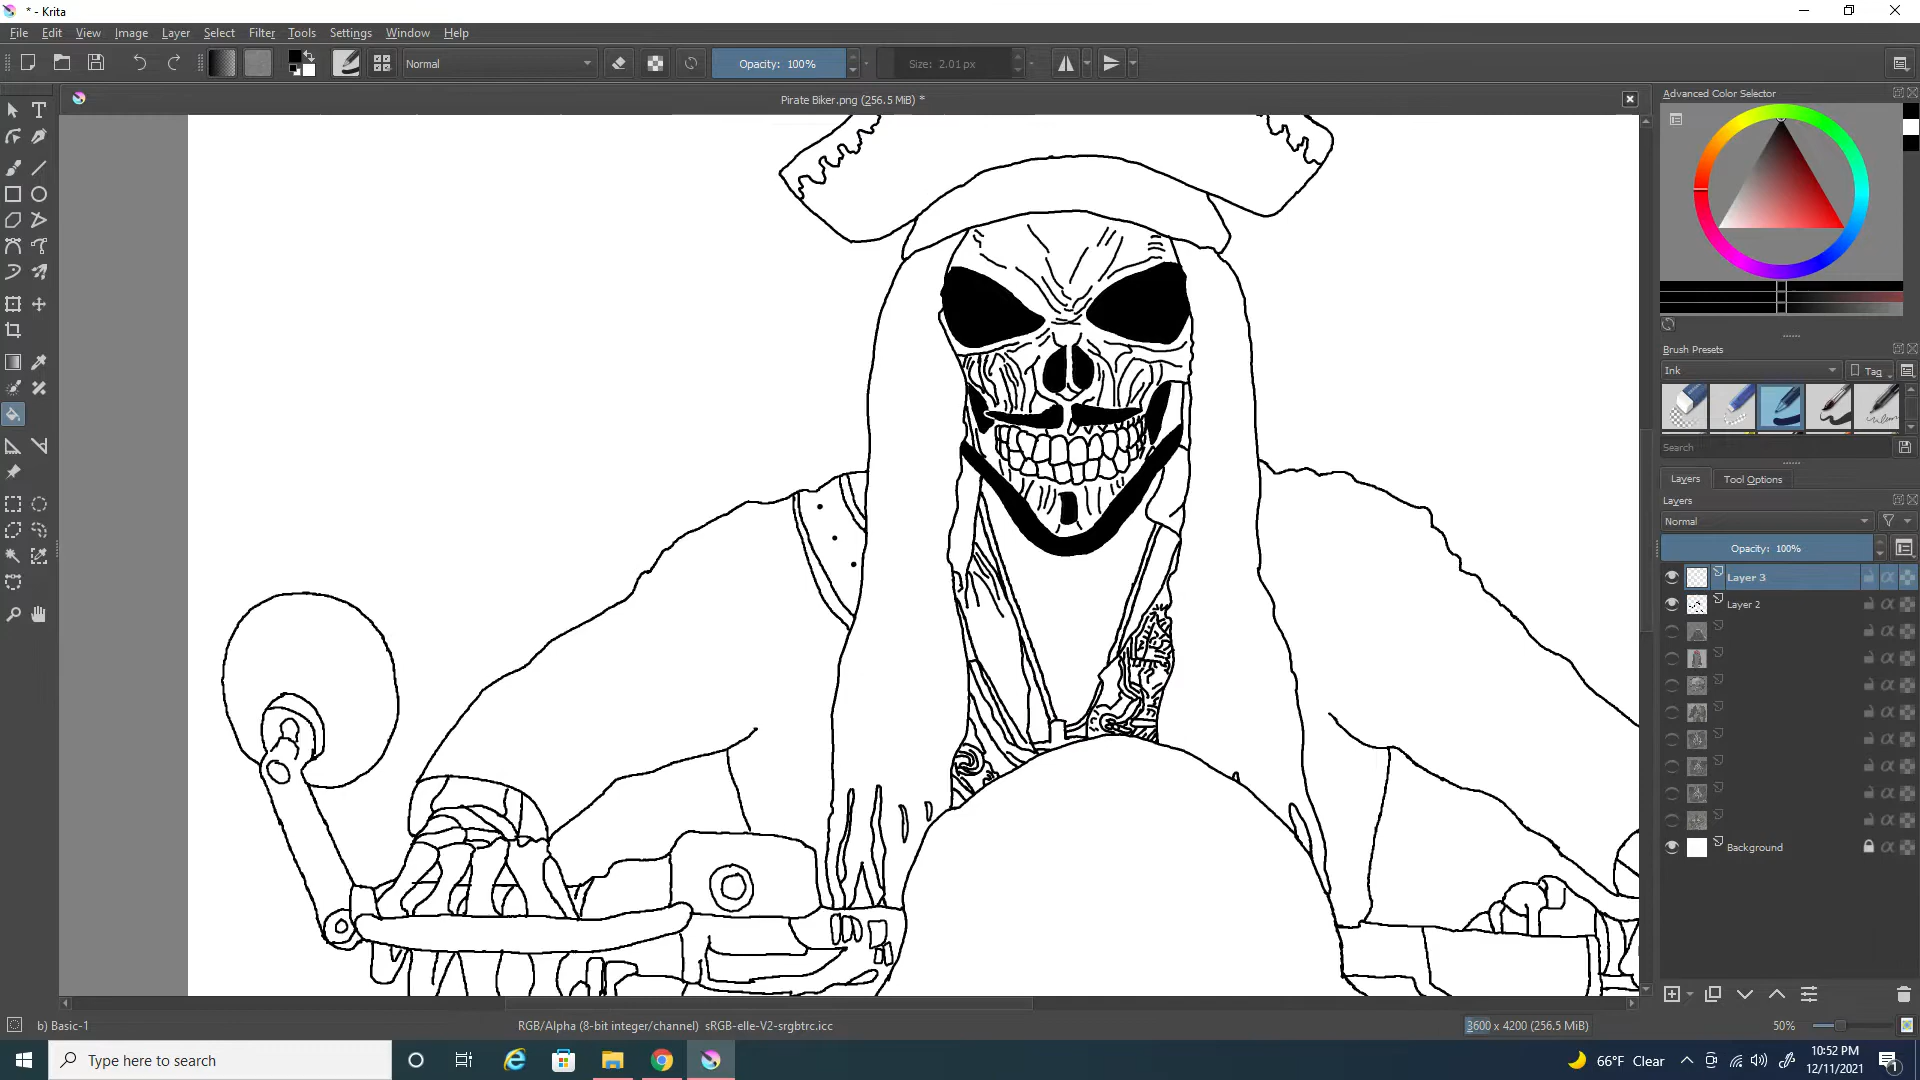 * - Krita
File Edit View Image Layer Select Filter Tools Settings Window Help
Normal
Opacity: 100%
Size: 2.01 px
Pirate Biker.png (256.5 MiB) *
Advanced Color Selector
Brush Presets
Ink
Tag
Search
Layers
Tool Options
Layers
Normal
Opacity: 100%
Layer 3
Layer 2
Background
b) Basic-1
RGB/Alpha (8-bit integer/channel) sRGB-elle-V2-srgbtrc.icc
3600 x 4200 (256.5 MiB)
50%
Type here to search
66°F Clear
10:52 PM
12/11/2021
1